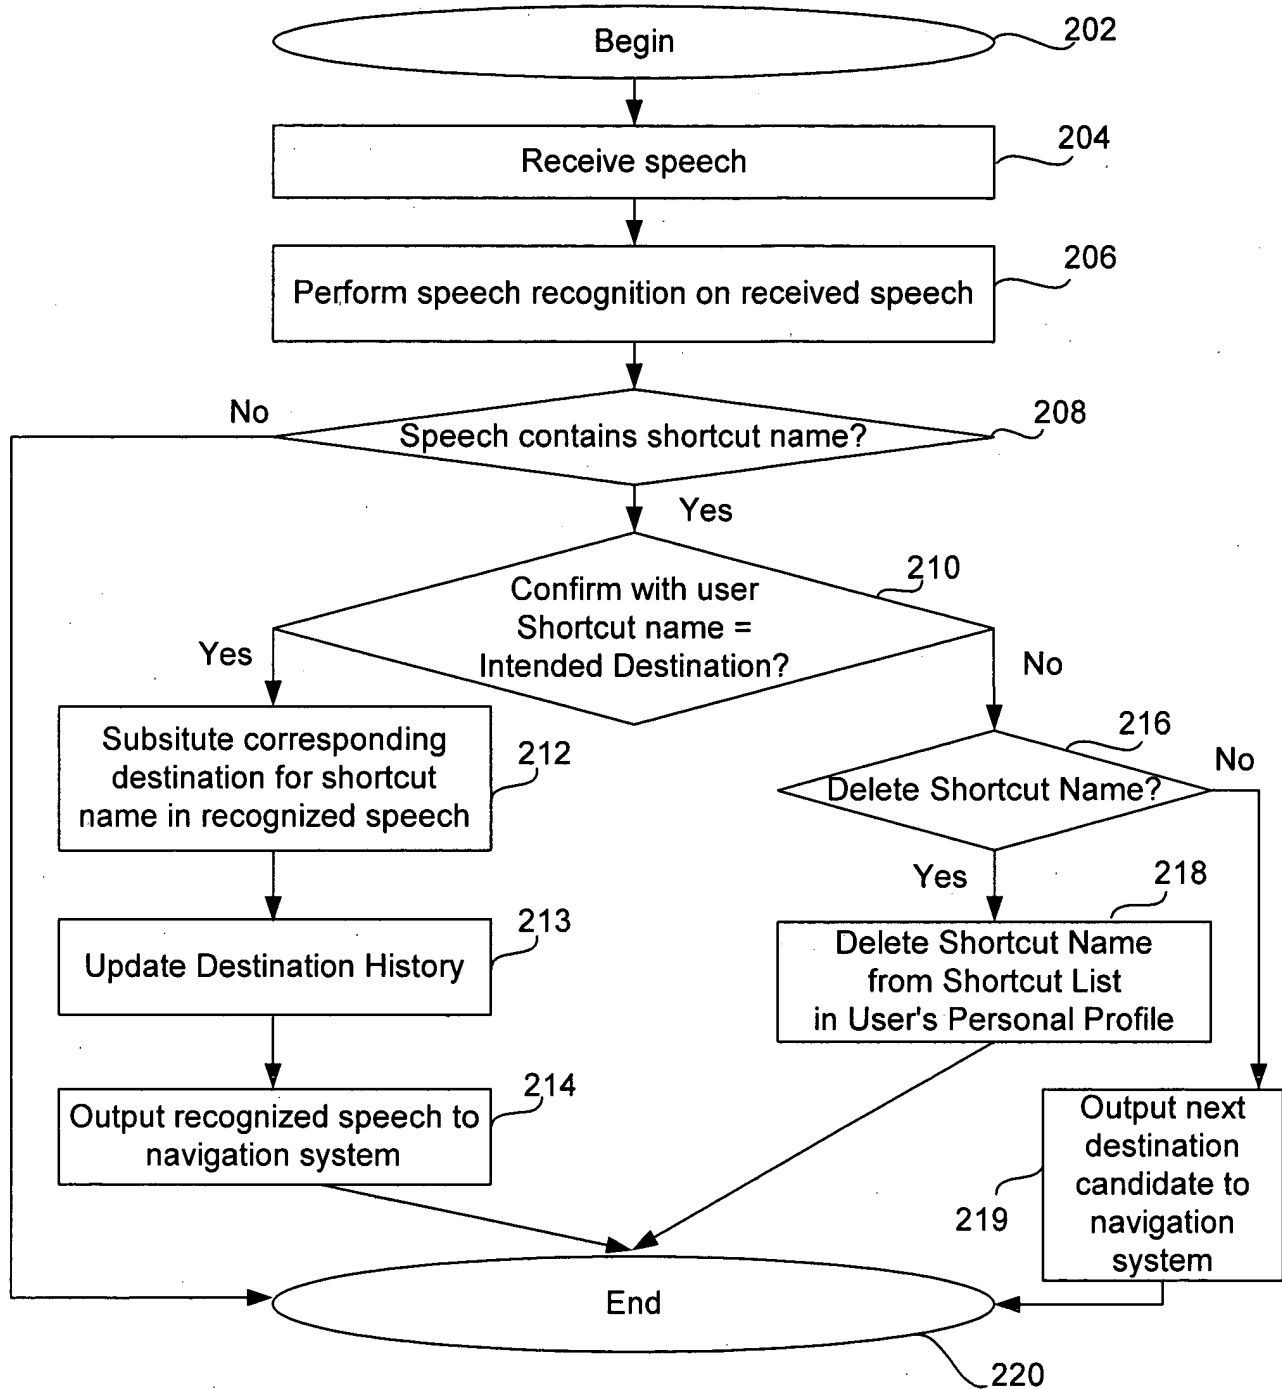 Begin
202
Receive speech
204
Perform speech recognition on received speech
206
Speech contains shortcut name?
208
No
Yes
Confirm with user
Shortcut name =
Intended Destination?
210
Yes
No
Subsitute corresponding
destination for shortcut
name in recognized speech
212
Delete Shortcut Name?
216
No
Yes
Update Destination History
213
Delete Shortcut Name
from Shortcut List
in User's Personal Profile
218
Output recognized speech to
navigation system
214
Output next
destination
candidate to
navigation
system
219
End
220